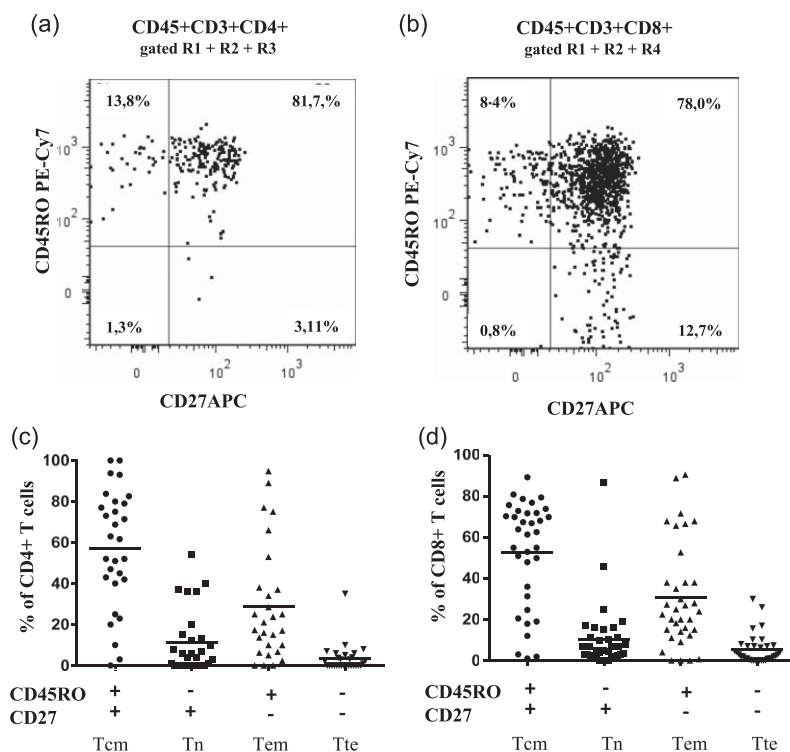 (a)
CD45+CD3+CD4+
gated R1 + R2 + R3
13,8%
81,7,%
10³
10²
0
CD45RO PE-Cy7
1,3%
3,11%
0
10²
10³
CD27APC
(b)
CD45+CD3+CD8+
gated R1 + R2 + R4
8·4%
78,0%
10³
10²
0
CD45RO PE-Cy7
0,8%
12,7%
0
10²
10³
CD27APC
(c)
% of CD4+ T cells
100
80
60
40
20
0
CD45RO + - + -
CD27 + + - -
Tcm Tn Tem Tte
(d)
% of CD8+ T cells
100
80
60
40
20
0
CD45RO + - + -
CD27 + + - -
Tcm Tn Tem Tte